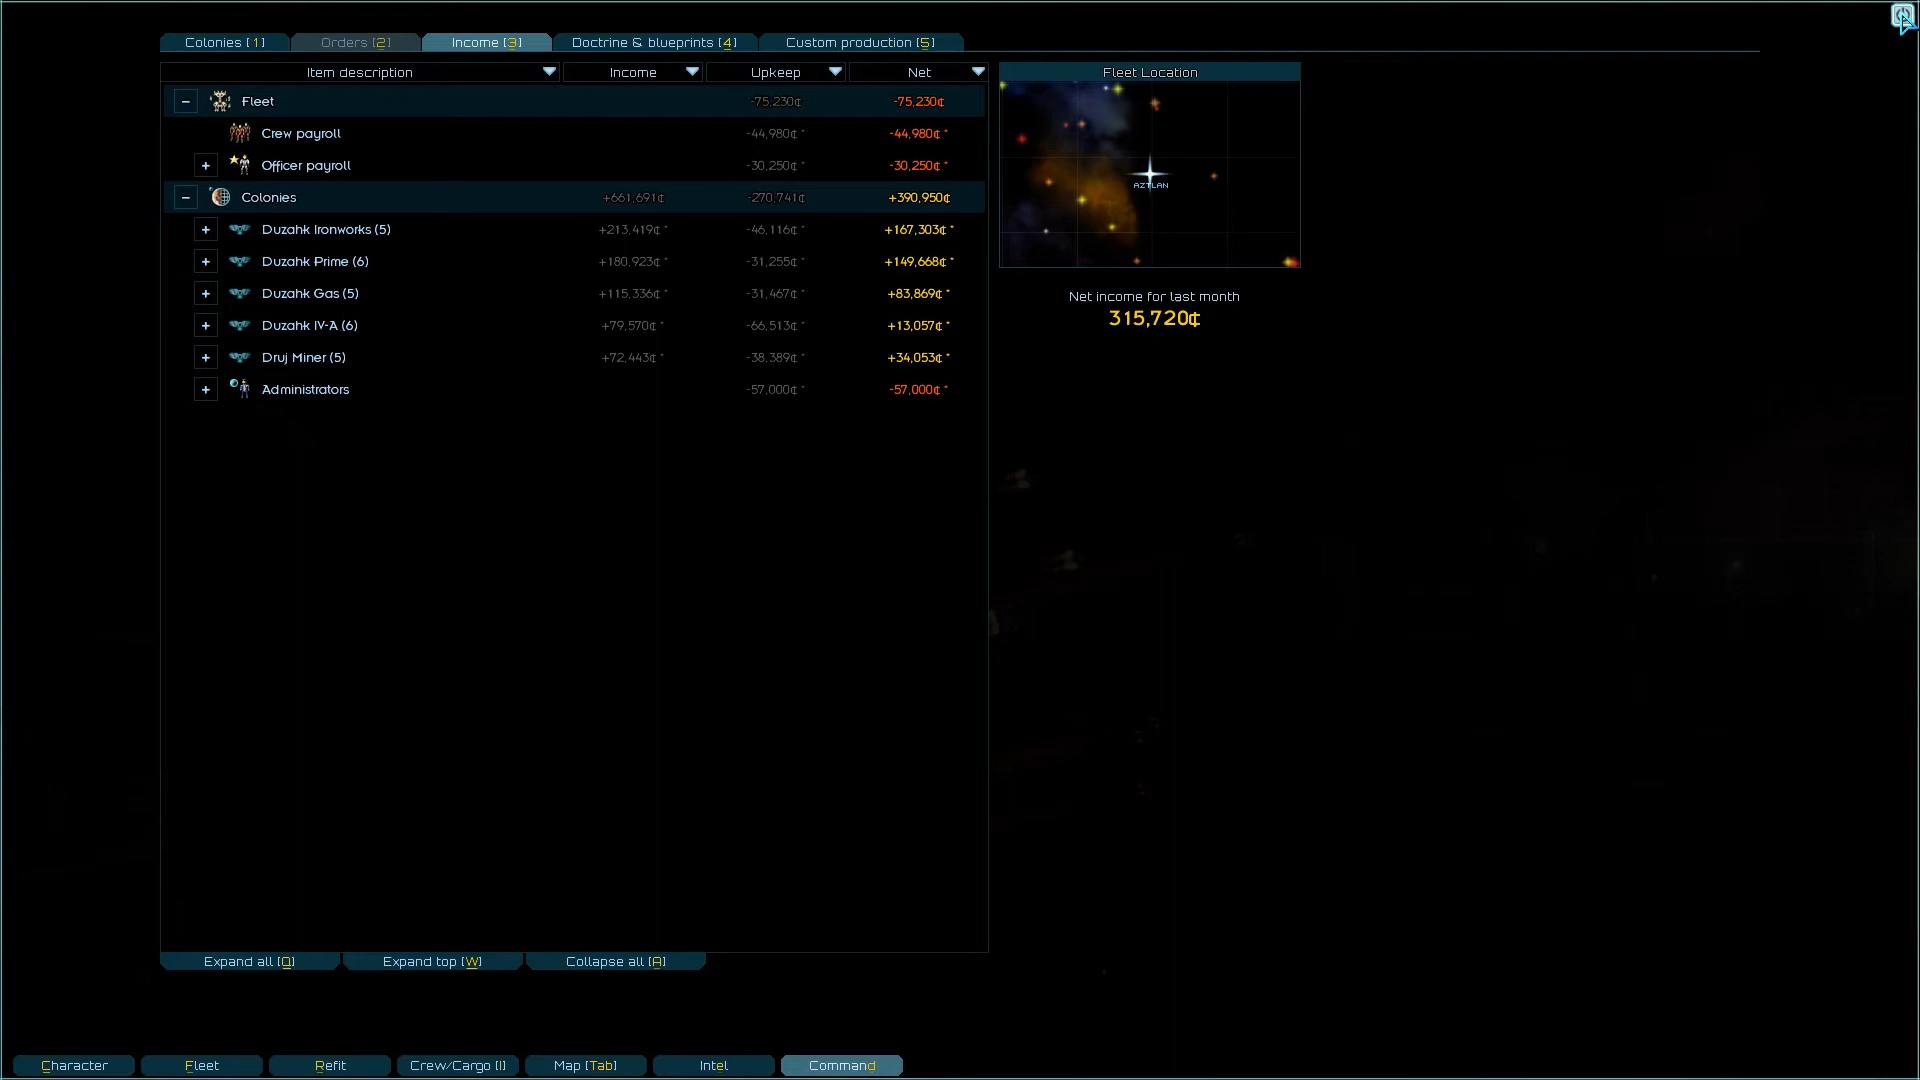 Colonies [1] Orders [2] Income [3] Doctrine & blueprints [4] Custom production [5]
Item description Income Upkeep Net Fleet Location
Fleet -75,230¢ -75,230¢
Crew payroll -44,980¢ * -44,980¢ *
Officer payroll -30,250¢ * -30,250¢ *
AZTLAN
Colonies +661,691¢ -270,741¢ +390,950¢
Duzahk Ironworks (5) +213,419¢ * -46,116¢ * +167,303¢ *
Duzahk Prime (6) +180,923¢ * -31,255¢ * +149,668¢ *
Duzahk Gas (5) +115,336¢ * -31,467¢ * +83,869¢ *
Net income for last month
315,720¢
Duzahk IV-A (6) +79,570¢ * -66,513¢ * +13,057¢ *
Druj Miner (5) +72,443¢ * -38,389¢ * +34,053¢ *
Administrators -57,000¢ * -57,000¢ *
Expand all [Q] Expand top [W] Collapse all [A]
Character Fleet Refit Crew/Cargo [I] Map [Tab] Intel Command